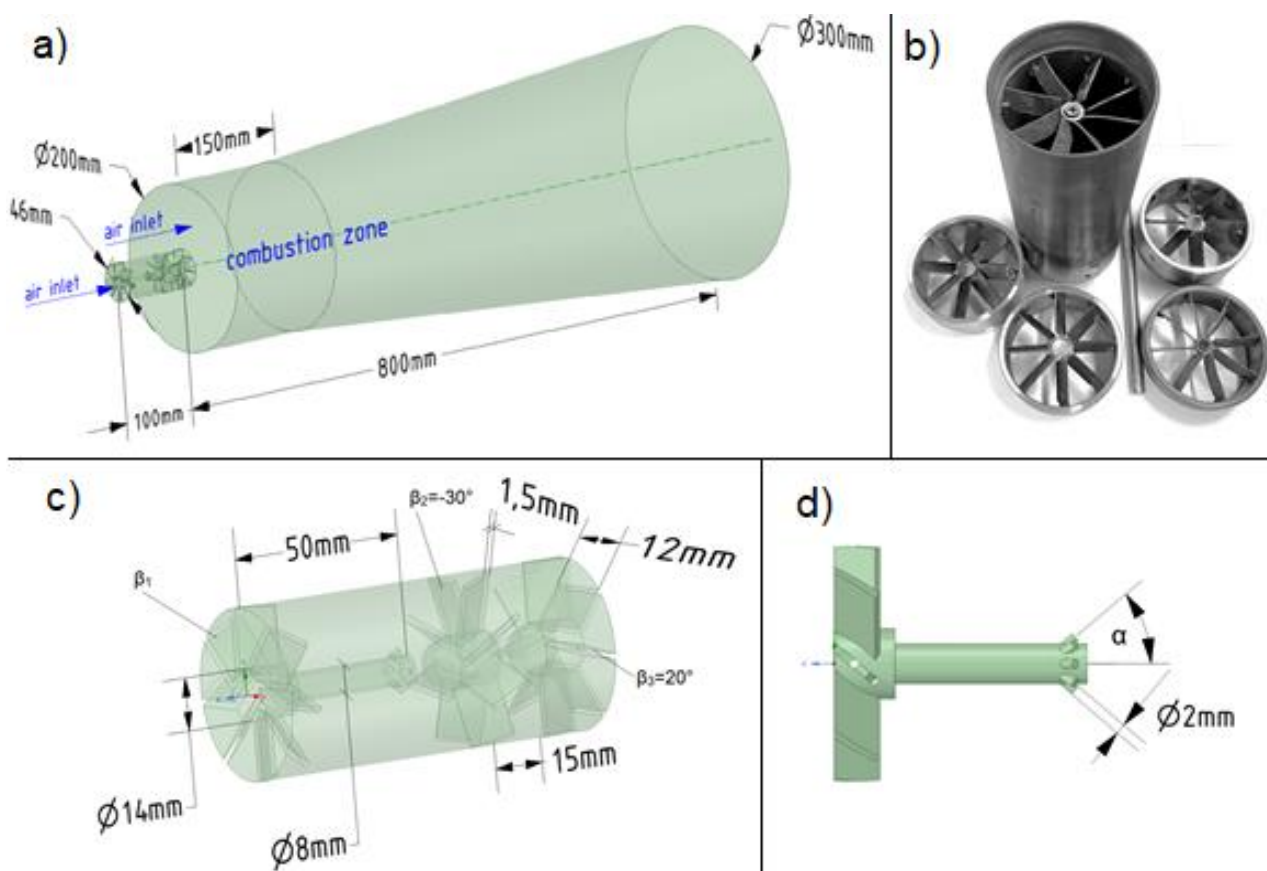 a)
Ø300mm
150mm
Ø200mm
46mm
air inlet
air inlet
combustion zone
800mm
100mm
b)
c)
β₂=-30°
1,5mm
12mm
50mm
β₁
β₃=20°
15mm
Ø14mm
Ø8mm
d)
α
Ø2mm